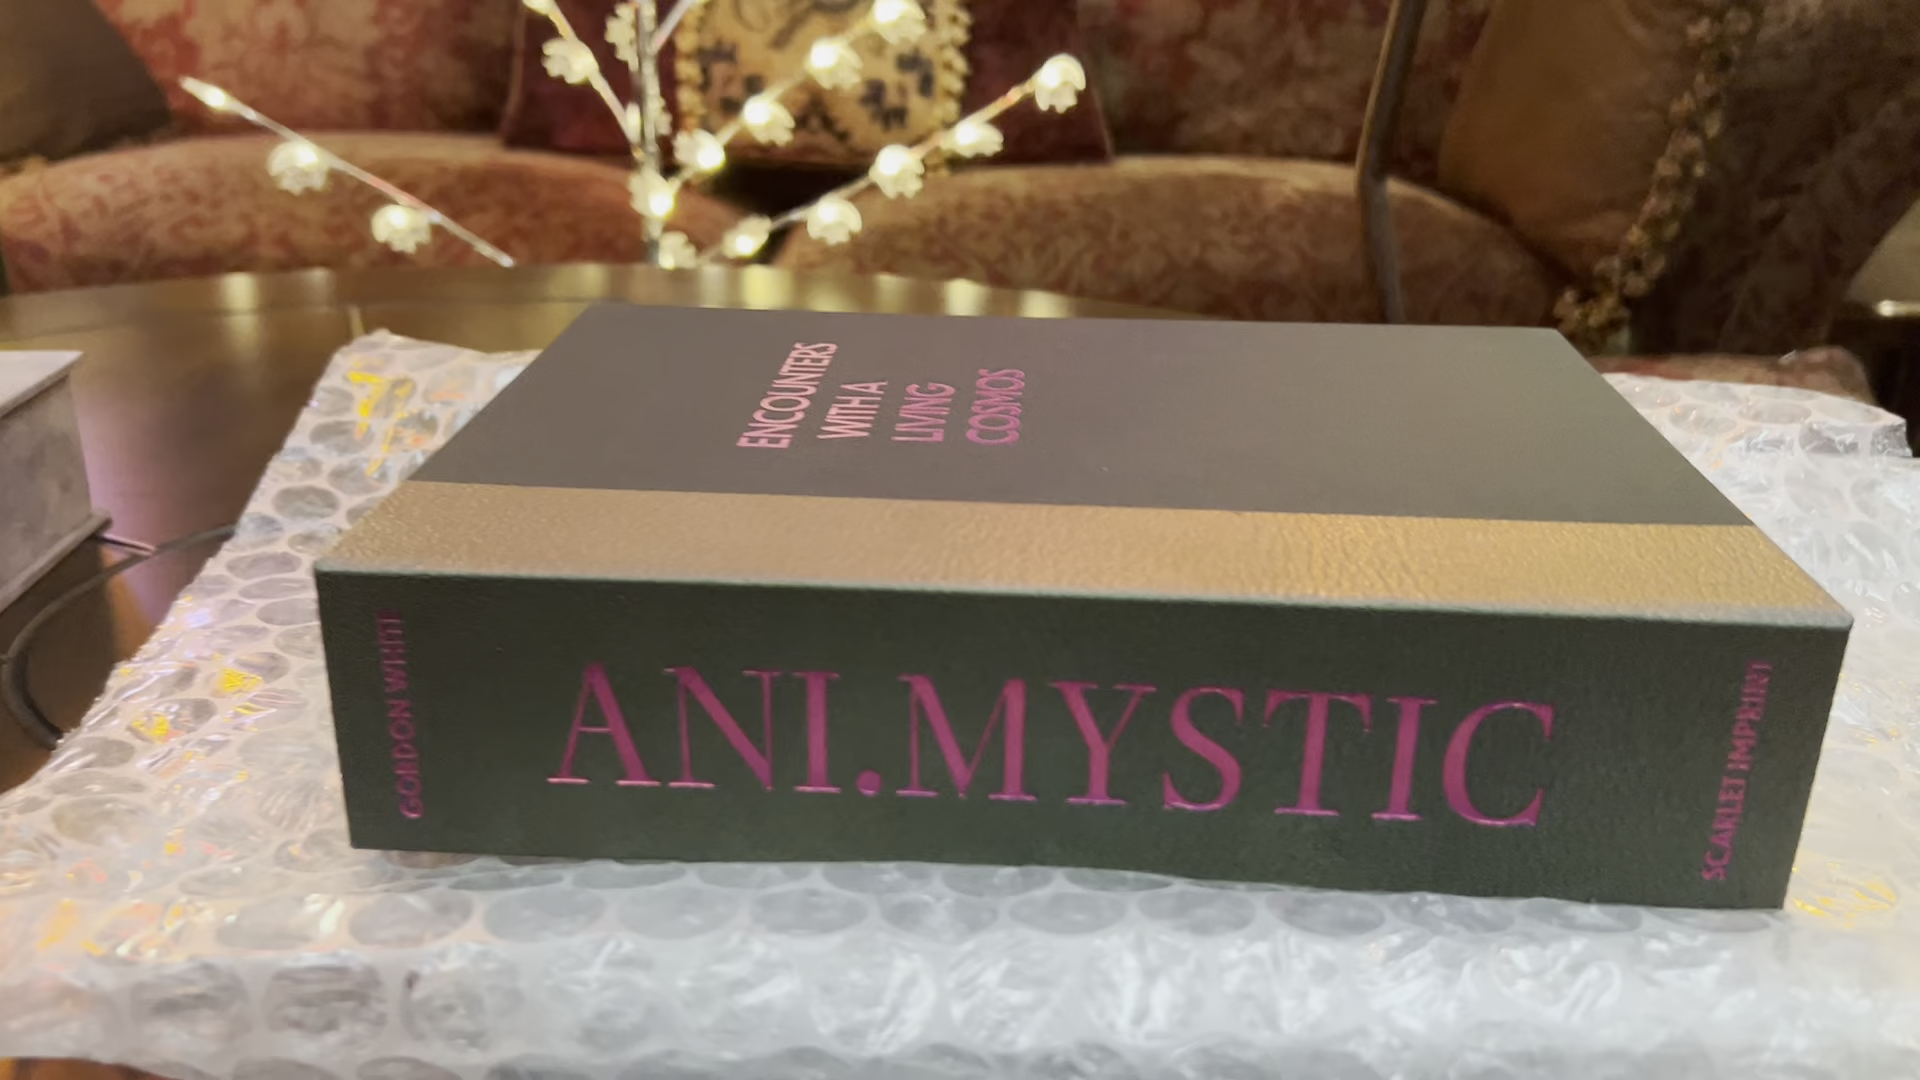 ENCOUNTERS
WITH A
LIVING
COSMOS
GORDON WHITE
ANI.MYSTIC
SCARLET IMPRINT